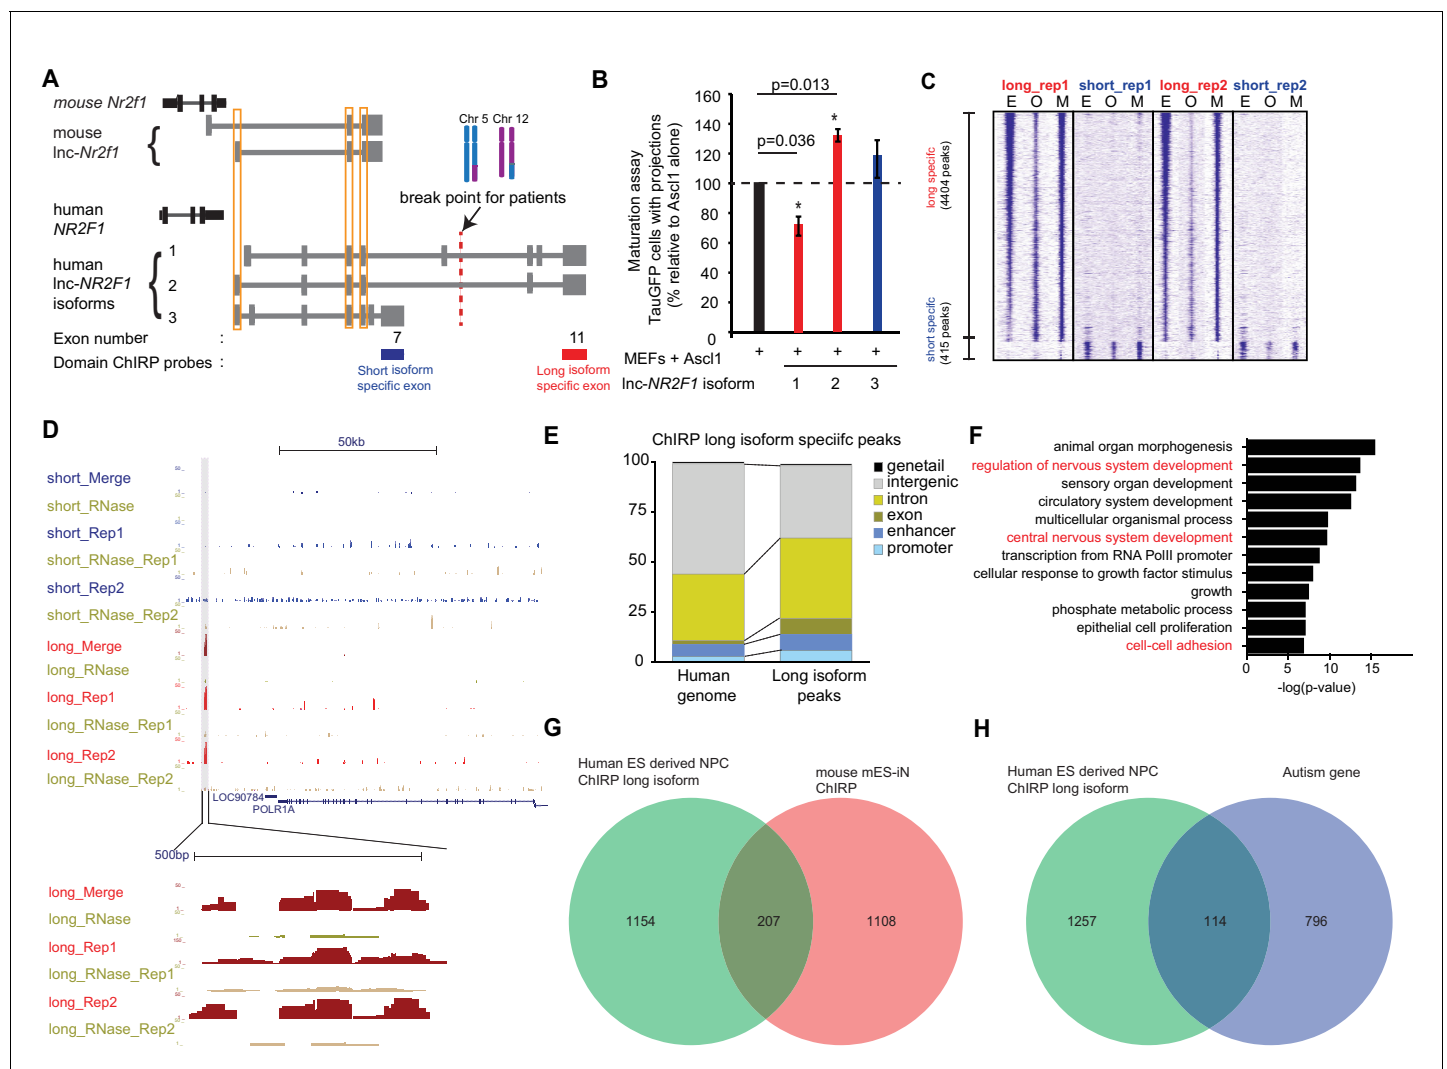 A
mouse Nr2f1
mouse
lnc-Nr2f1
{
human
NR2F1
human
lnc-NR2F1
isoforms
{
1
2
3
Chr 5 Chr 12
break point for patients
Exon number :
7
11
Domain ChIRP probes :
Short isoform
specific exon
Long isoform
specific exon
B
Maturation assay
TauGFP cells with projections
(% relative to Ascl1 alone)
160
140
120
100
80
60
40
20
0
p=0.013
p=0.036
*
*
MEFs + Ascl1
+ + + +
lnc-NR2F1 isoform
1 2 3
C
long_rep1 short_rep1 long_rep2 short_rep2
E O M E O M E O M E O M
long specifc
(4404 peaks)
short specifc
(415 peaks)
D
50kb
short_Merge
short_RNase
short_Rep1
short_RNase_Rep1
short_Rep2
short_RNase_Rep2
long_Merge
long_RNase
long_Rep1
long_RNase_Rep1
long_Rep2
long_RNase_Rep2
LOC90784
POLR1A
500bp
long_Merge
long_RNase
long_Rep1
long_RNase_Rep1
long_Rep2
long_RNase_Rep2
E
ChIRP long isoform speciifc peaks
100
75
50
25
0
Human
genome
Long isoform
peaks
genetail
intergenic
intron
exon
enhancer
promoter
F
animal organ morphogenesis
regulation of nervous system development
sensory organ development
circulatory system development
multicellular organismal process
central nervous system development
transcription from RNA PolII promoter
cellular response to growth factor stimulus
growth
phosphate metabolic process
epithelial cell proliferation
cell-cell adhesion
0 5 10 15
-log(p-value)
G
Human ES derived NPC
ChIRP long isoform
mouse mES-iN
ChIRP
1154
207
1108
H
Human ES derived NPC
ChIRP long isoform
Autism gene
1257
114
796